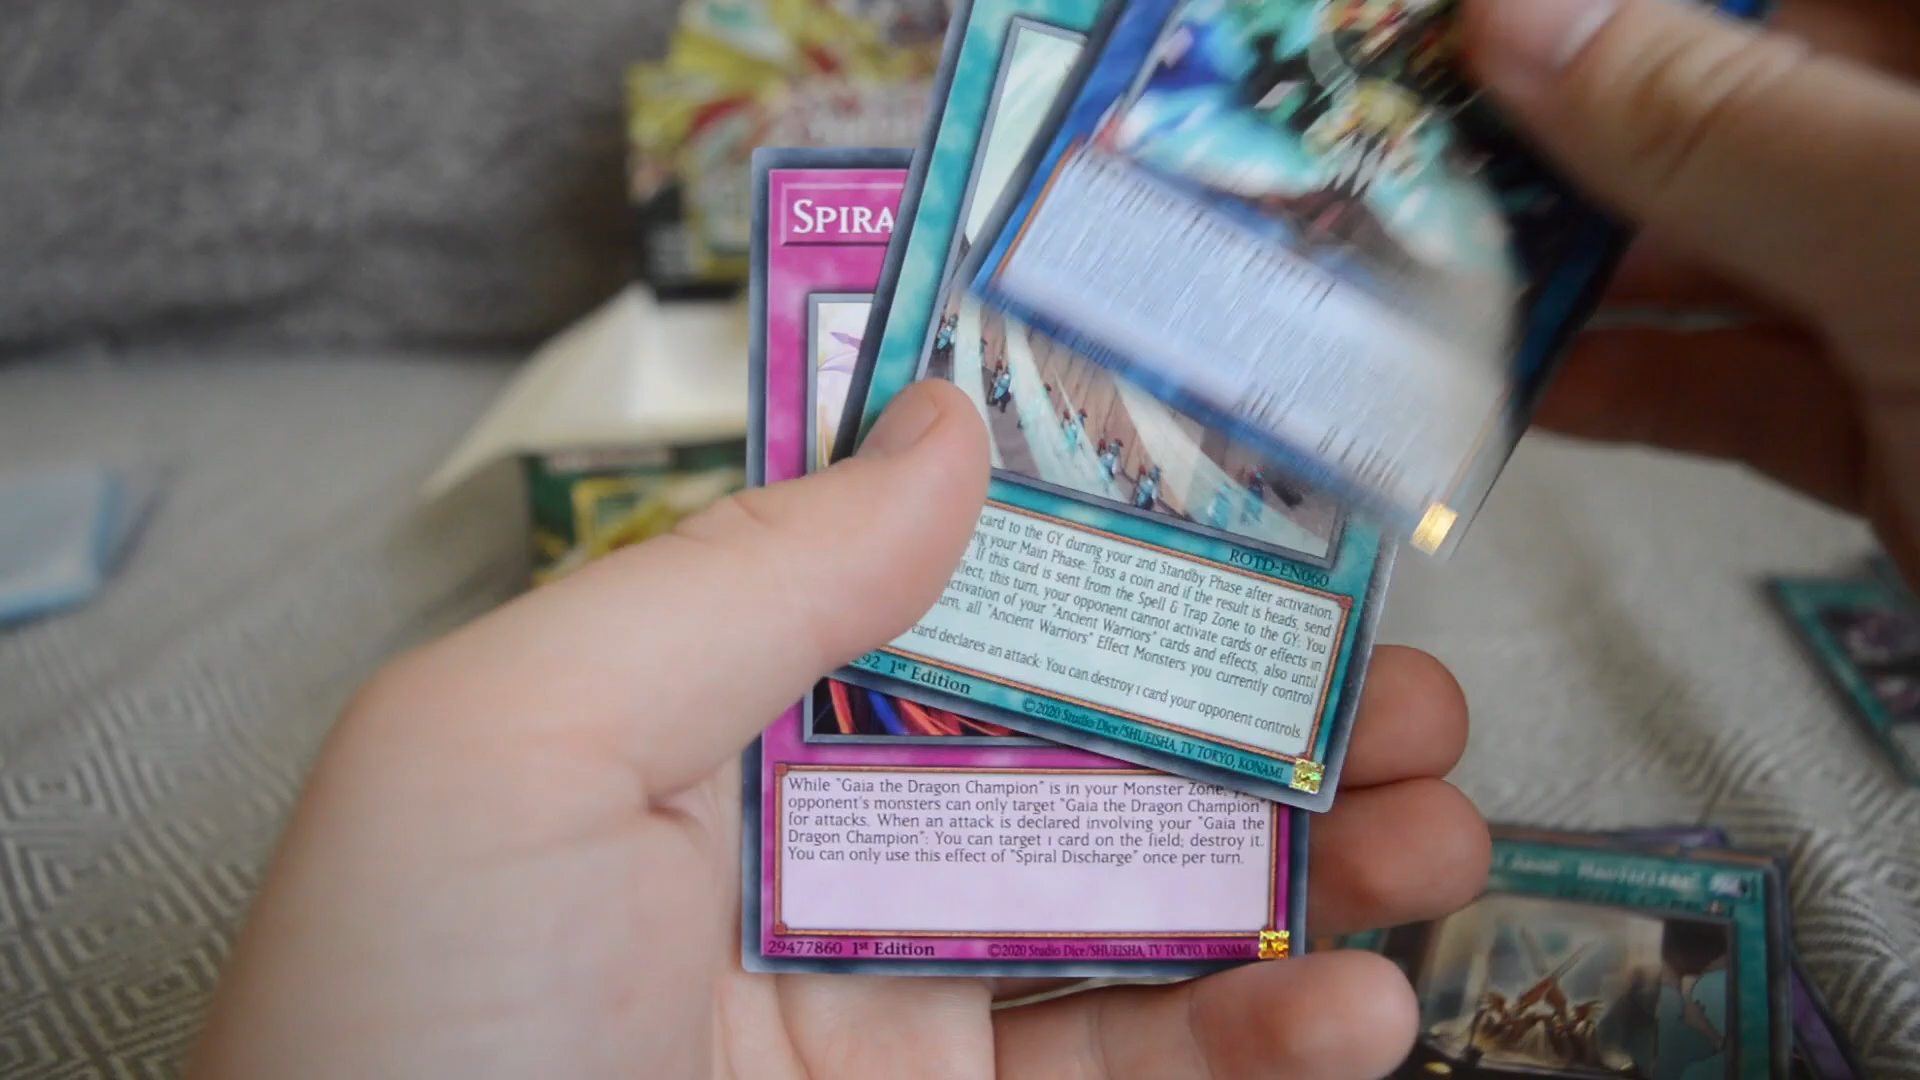 SPIRA
ROTD-EN060
card to the GY during your 2nd Standby Phase after activation.
ng your Main Phase: Toss a coin and if the result is heads, send
If this card is sent from the Spell & Trap Zone to the GY: You
ffect, this turn, your opponent cannot activate cards or effects in
ctivation of your "Ancient Warriors" cards and effects, also until
urn, all "Ancient Warriors" Effect Monsters you currently control
card declares an attack: You can destroy 1 card your opponent controls.
92 1st Edition
©2020 Studio Dice/SHUEISHA, TV TOKYO, KONAMI
While "Gaia the Dragon Champion" is in your Monster Zone,
opponent's monsters can only target "Gaia the Dragon Champion"
for attacks. When an attack is declared involving your "Gaia the
Dragon Champion": You can target 1 card on the field; destroy it.
You can only use this effect of "Spiral Discharge" once per turn.
29477860 1st Edition ©2020 Studio Dice/SHUEISHA, TV TOKYO, KONAMI